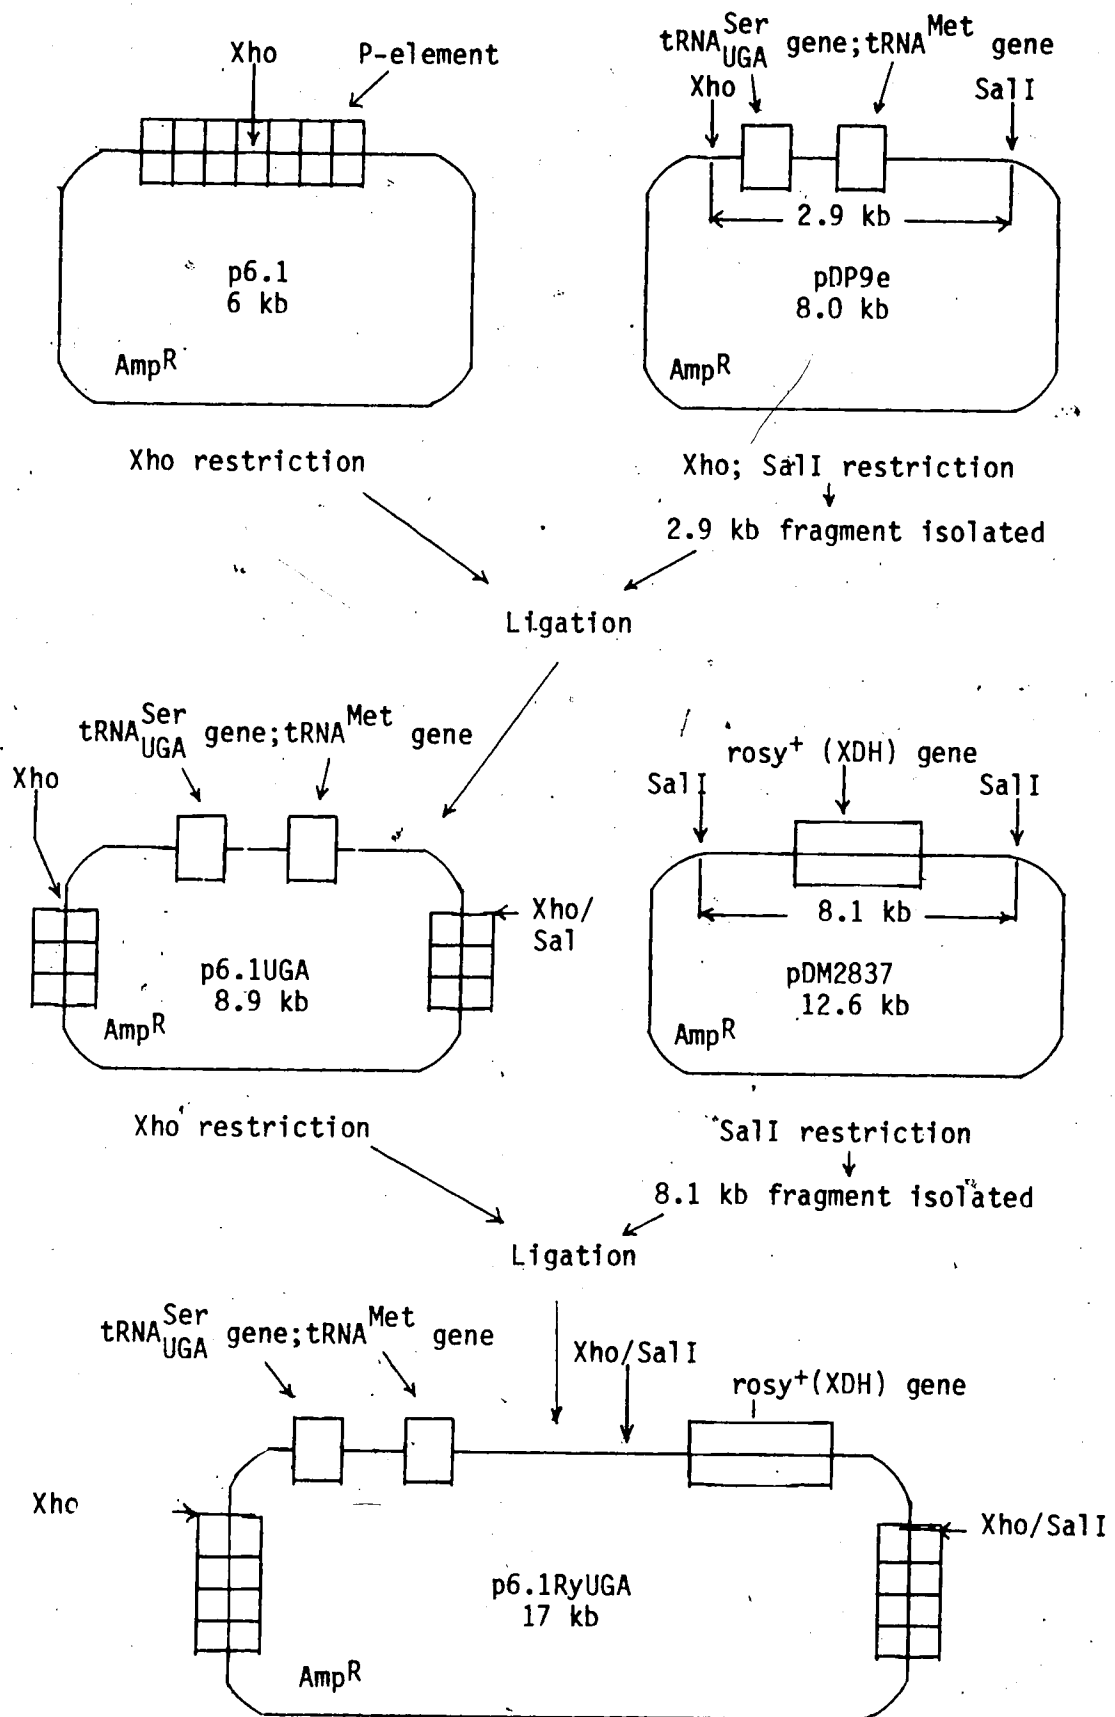 Xho
P-element
p6.1
6 kb
AmpR
Xho restriction
tRNA Ser UGA gene;tRNA Met gene
Xho
SalI
2.9 kb
pDP9e
8.0 kb
AmpR
Xho; SalI restriction
2.9 kb fragment isolated
Ligation
tRNA Ser UGA gene;tRNA Met gene
Xho
Xho/
Sal
p6.1UGA
8.9 kb
AmpR
Xho restriction
rosy+ (XDH) gene
SalI
SalI
8.1 kb
pDM2837
12.6 kb
AmpR
SalI restriction
8.1 kb fragment isolated
Ligation
tRNA Ser UGA gene;tRNA Met gene
Xho/SalI
rosy+(XDH) gene
Xho
Xho/SalI
p6.1RyUGA
17 kb
AmpR